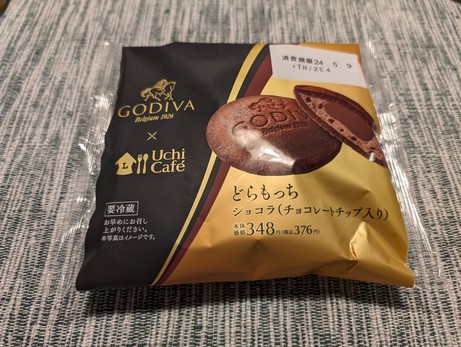 消費期限24. 5. 9
GODIVA
Belgium 1926
×
Uchi
Café
L
GODIVA
Belgium 1926
どらもっち
ショコラ(チョコレートチップ入り)
本体
価格348円(税込376円)
要冷蔵
お早めにお召し
上がりください。
※写真はイメージです。